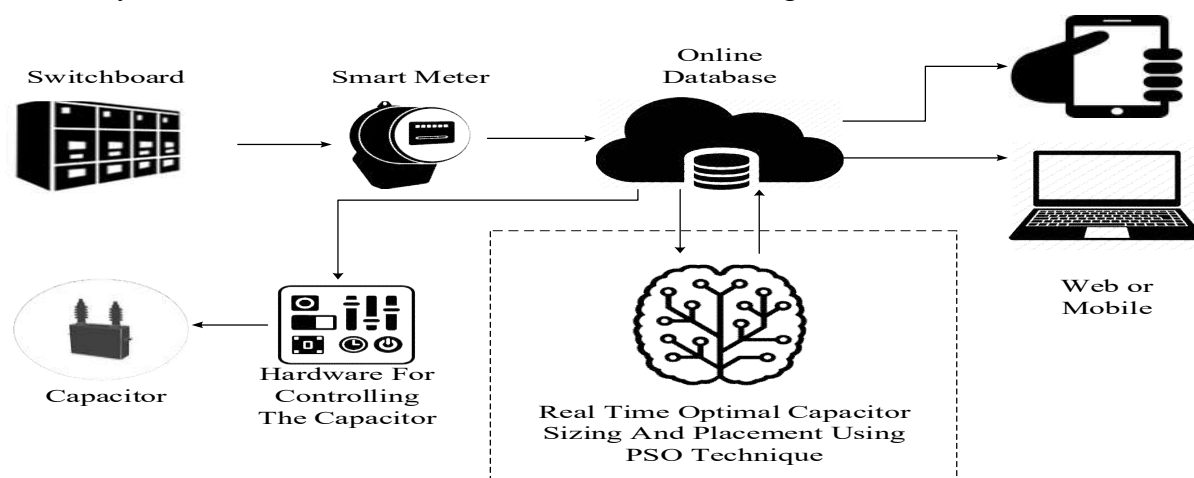 Switchboard
Smart Meter
Online
Database
Web or
Mobile
Capacitor
Hardware For
Controlling
The Capacitor
Real Time Optimal Capacitor
Sizing And Placement Using
PSO Technique